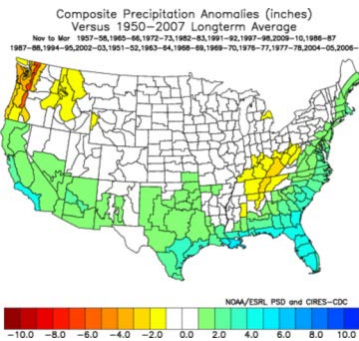 Composite Precipitation Anomalies (inches)
Versus 1950-2007 Longterm Average
Nov to Mar 1957-58,1965-66,1972-73,1982-83,1991-92,1997-98,2009-10,1986-87
1987-88,1994-95,2002-03,1951-52,1963-64,1968-69,1969-70,1976-77,1977-78,2004-05,2006-
NOAA/ESRL PSD and CIRES-CDC
-10.0 -8.0 -6.0 -4.0 -2.0 0.0 2.0 4.0 6.0 8.0 10.0